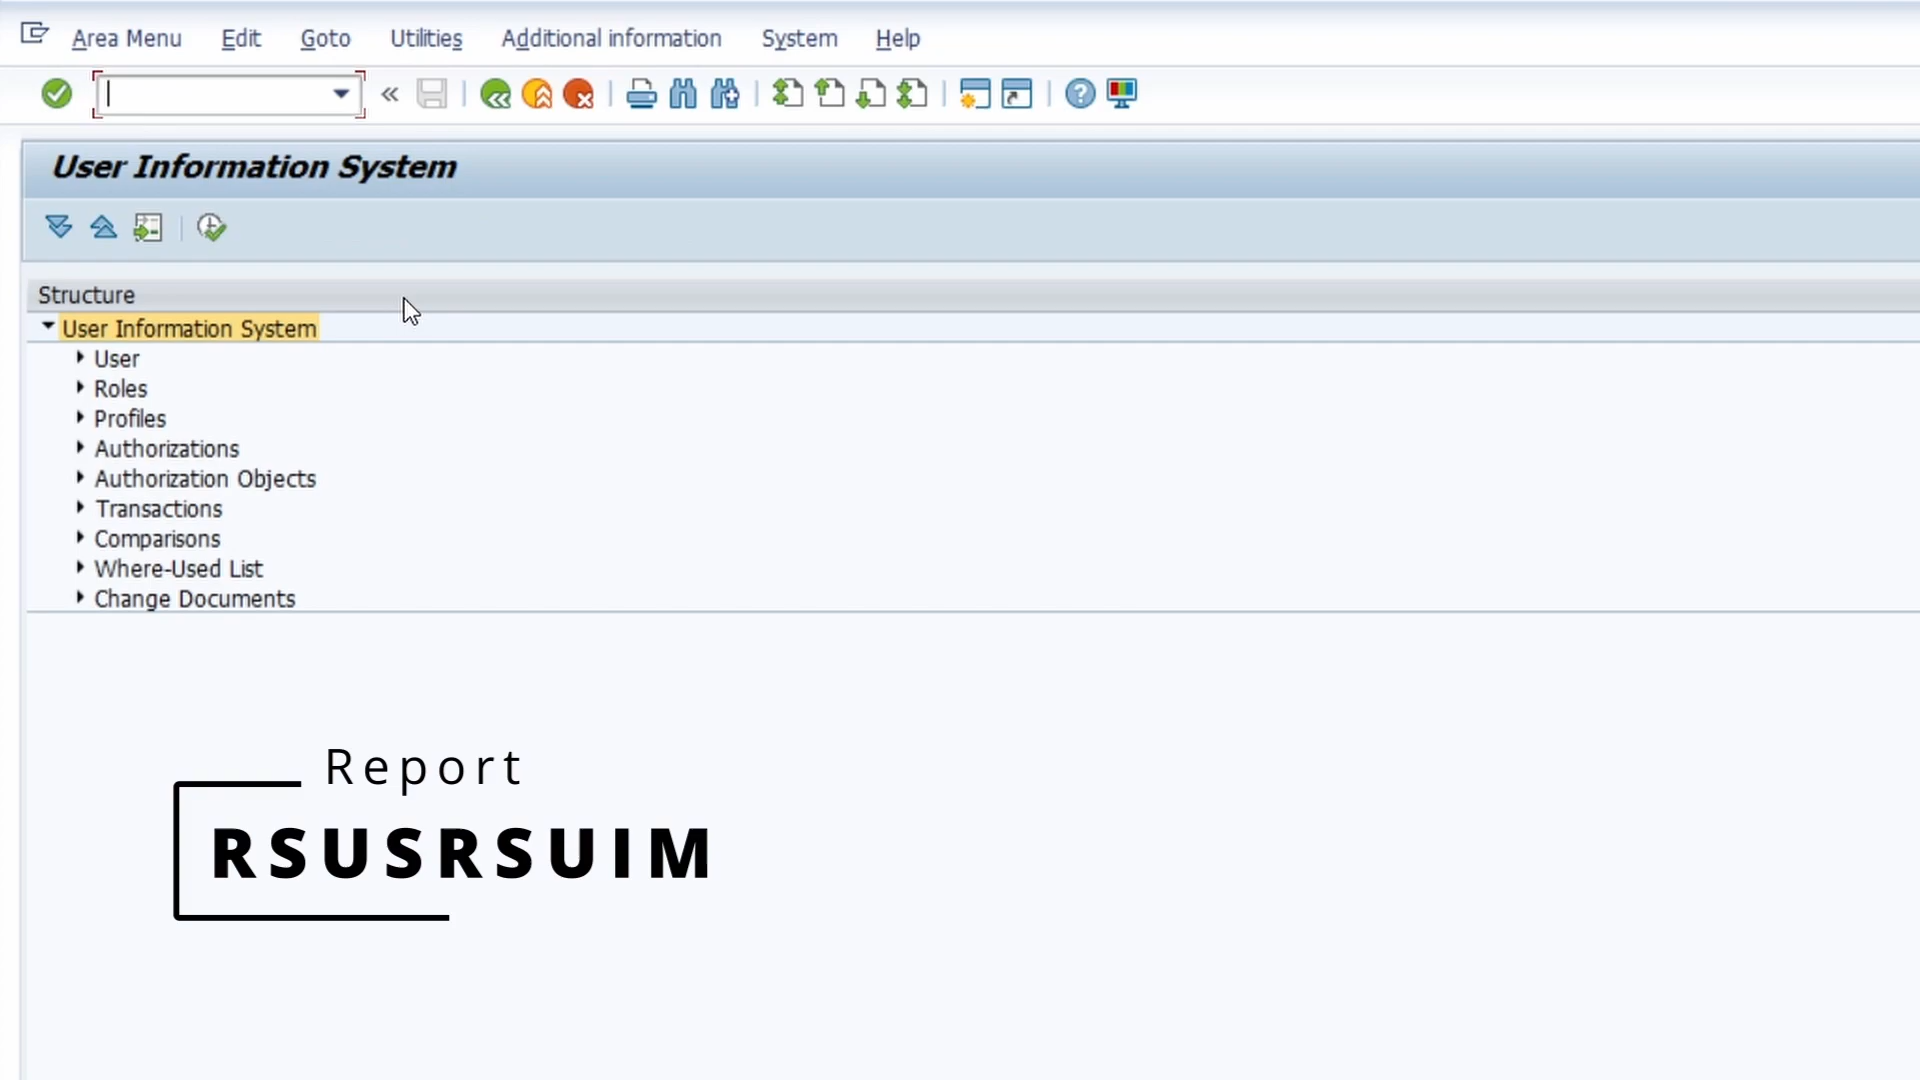 Area Menu Edit Goto Utilities Additional information System Help
User Information System
Structure
User Information System
User
Roles
Profiles
Authorizations
Authorization Objects
Transactions
Comparisons
Where-Used List
Change Documents
Report
RSUSRSUIM